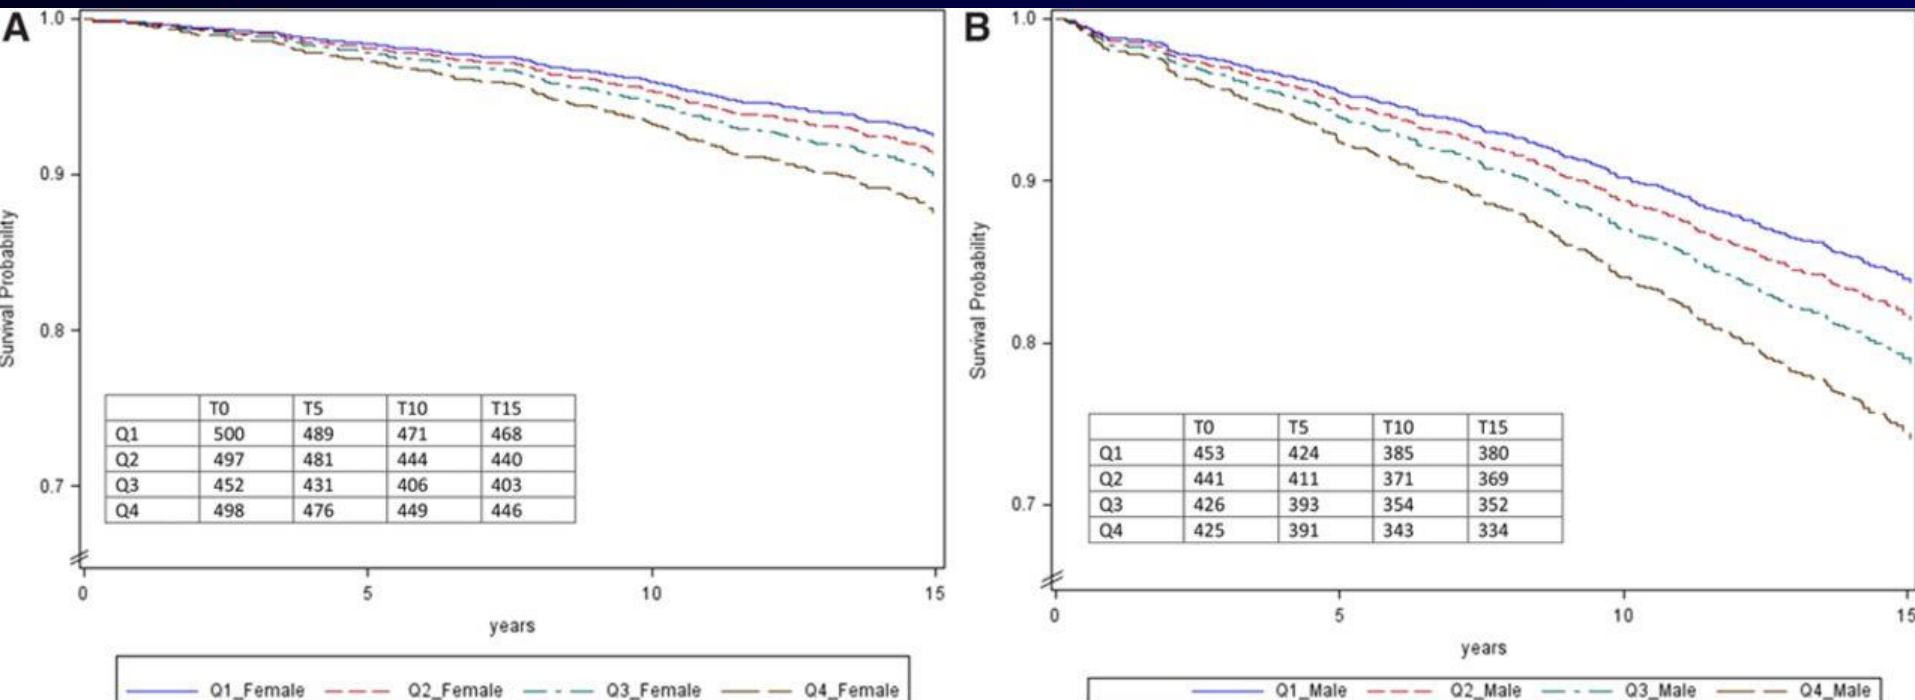 A
1.0
0.9
0.8
0.7
Survival Probability
T0 T5 T10 T15
Q1 500 489 471 468
Q2 497 481 444 440
Q3 452 431 406 403
Q4 498 476 449 446
0 5 10 15
years
Q1_Female Q2_Female Q3_Female Q4_Female
B
1.0
0.9
0.8
0.7
Survival Probability
T0 T5 T10 T15
Q1 453 424 385 380
Q2 441 411 371 369
Q3 426 393 354 352
Q4 425 391 343 334
0 5 10 15
years
Q1_Male Q2_Male Q3_Male Q4_Male